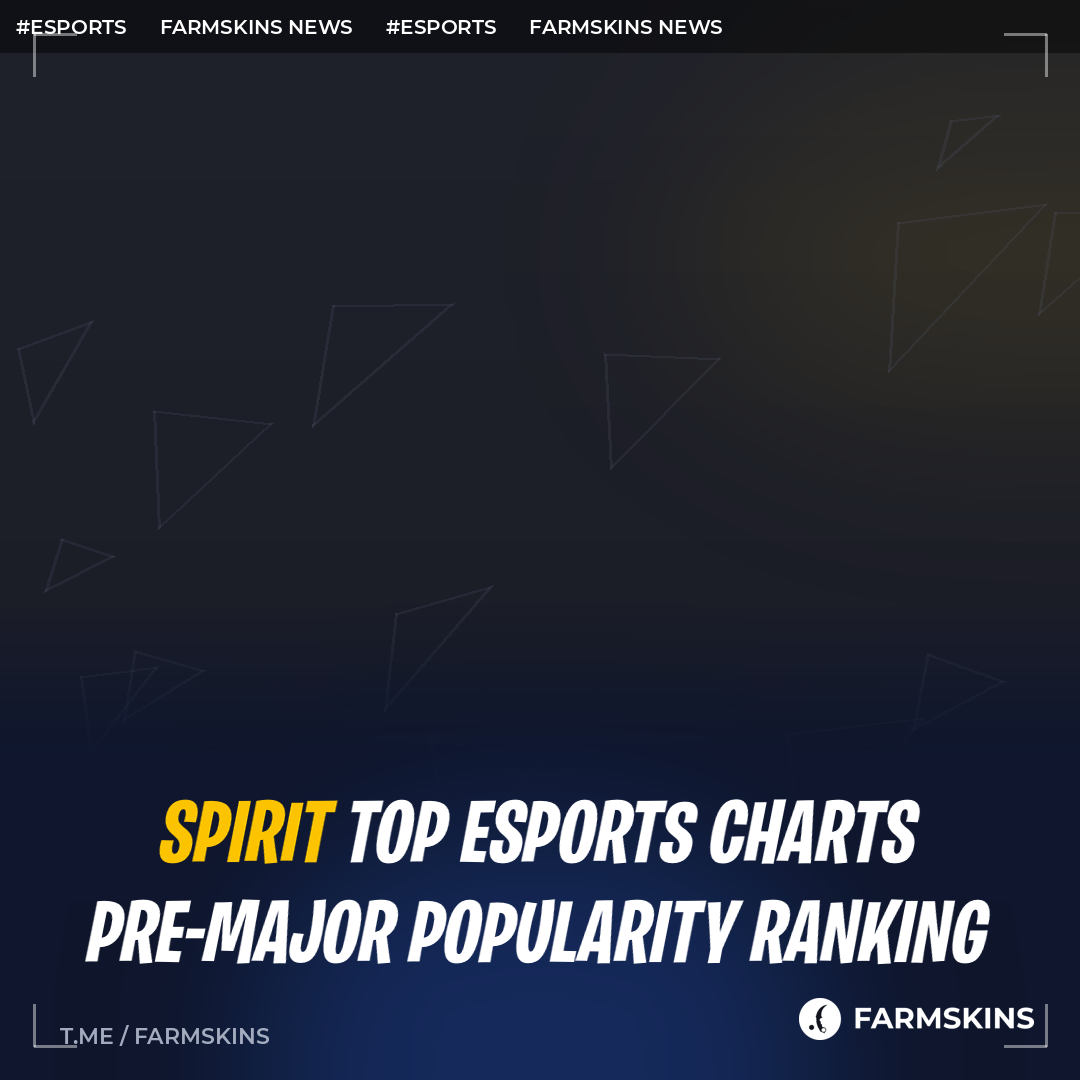 #ESPORTS FARMSKINS NEWS #ESPORTS FARMSKINS NEWS
SPIRIT TOP ESPORTS CHARTS
PRE-MAJOR POPULARITY RANKING
T.ME / FARMSKINS
FARMSKINS